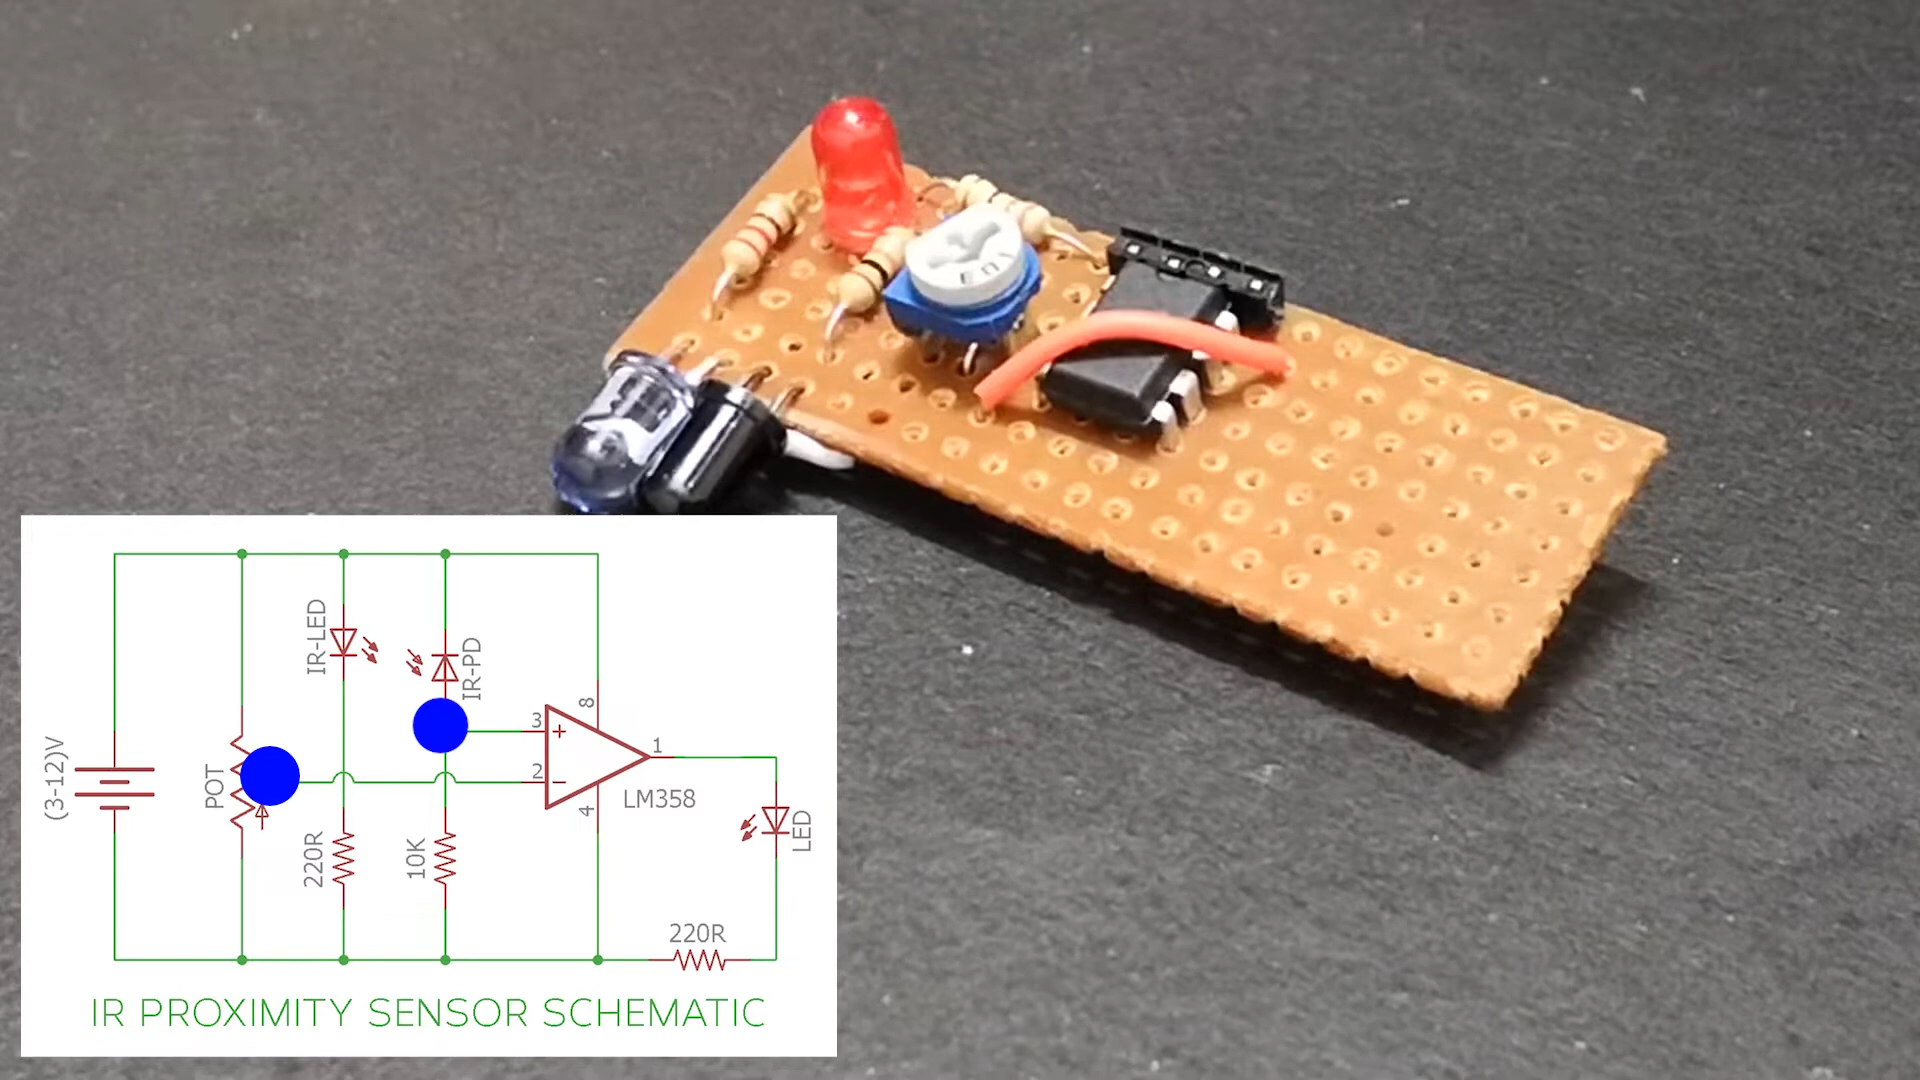 IR-LED
IR-PD
8
3
+
1
2
-
(3-12)V
POT
LM358
4
LED
220R
10K
220R
IR PROXIMITY SENSOR SCHEMATIC